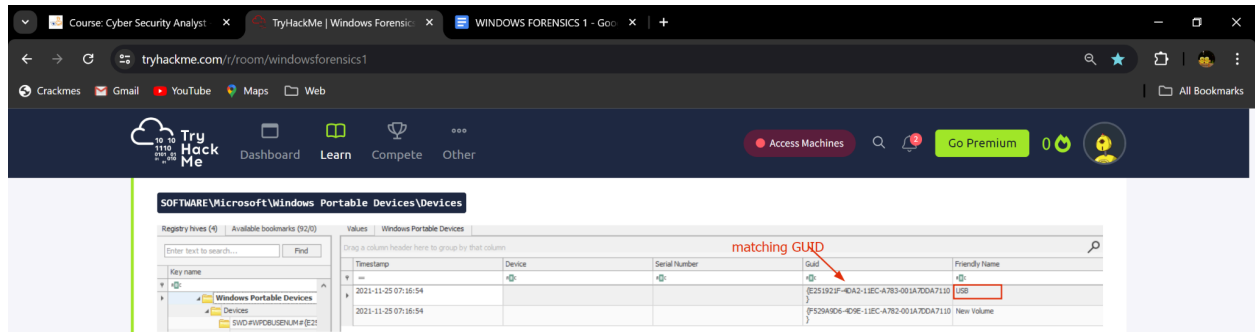 Course: Cyber Security Analyst
TryHackMe | Windows Forensics
WINDOWS FORENSICS 1 - Goo
tryhackme.com/r/room/windowsforensics1
Crackmes Gmail YouTube Maps Web All Bookmarks
Try Hack Me
Dashboard Learn Compete Other Access Machines 2 Go Premium 0
SOFTWARE\Microsoft\Windows Portable Devices\Devices
Registry hives (4) Available bookmarks (92/0) Values Windows Portable Devices
Enter text to search... Find Drag a column header here to group by that column matching GUID
Key name Timestamp Device Serial Number Guid Friendly Name
Windows Portable Devices 2021-11-25 07:16:54 {E251921F-4DA2-11EC-A783-001A7DDA7110} USB
Devices 2021-11-25 07:16:54 {F529A9D6-4D9E-11EC-A782-001A7DDA7110} New Volume
SWD#WPDBUSENUM#{E25